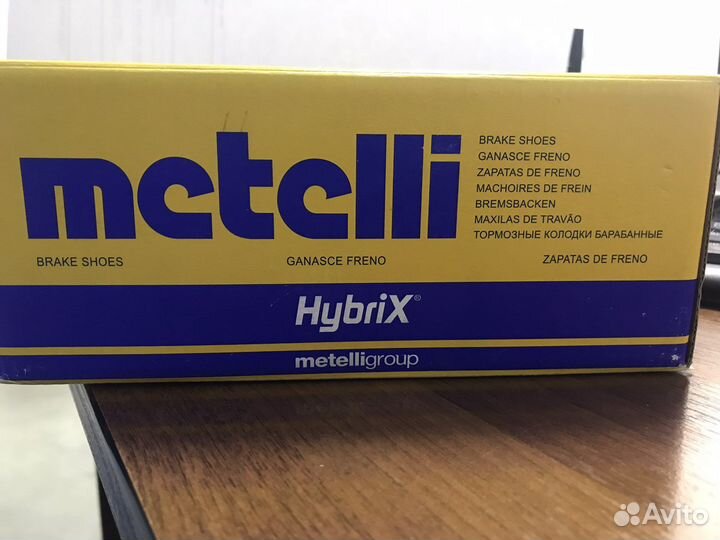 metelli
BRAKE SHOES
GANASCE FRENO
ZAPATAS DE FRENO
MACHOIRES DE FREIN
BREMSBACKEN
MAXILAS DE TRAVÃO
ТОРМОЗНЫЕ КОЛОДКИ БАРАБАННЫЕ
BRAKE SHOES GANASCE FRENO ZAPATAS DE FRENO
HybriX®
metelligroup
Avito